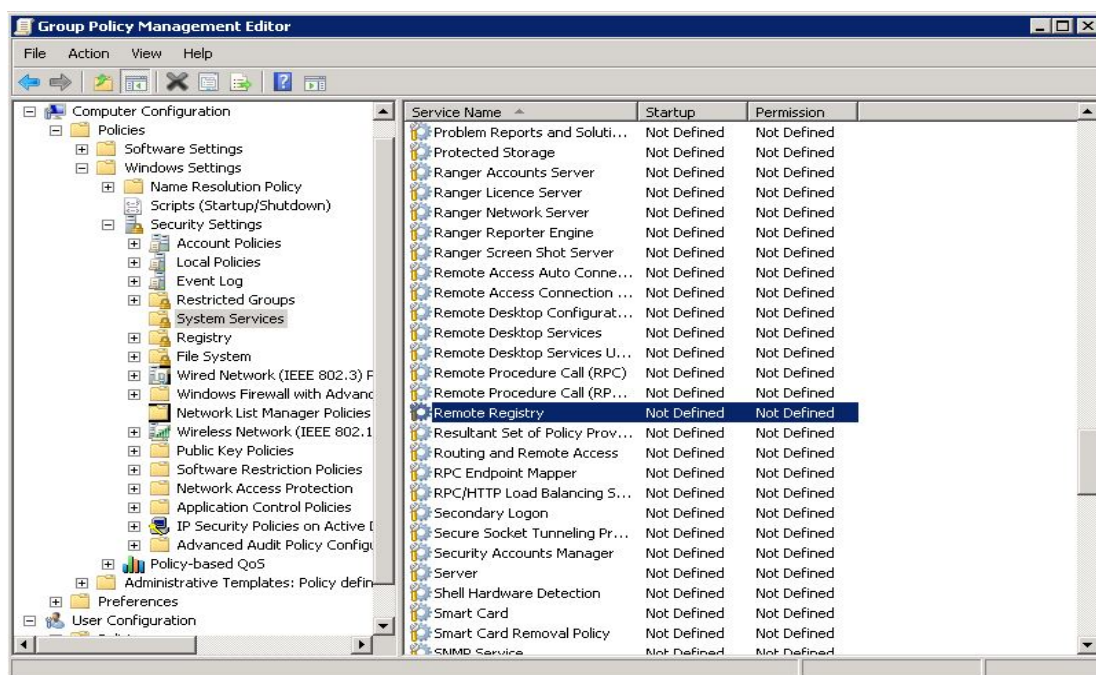 Group Policy Management Editor
File Action View Help
Computer Configuration
Policies
Software Settings
Windows Settings
Name Resolution Policy
Scripts (Startup/Shutdown)
Security Settings
Account Policies
Local Policies
Event Log
Restricted Groups
System Services
Registry
File System
Wired Network (IEEE 802.3) P
Windows Firewall with Advanc
Network List Manager Policies
Wireless Network (IEEE 802.1
Public Key Policies
Software Restriction Policies
Network Access Protection
Application Control Policies
IP Security Policies on Active D
Advanced Audit Policy Configu
Policy-based QoS
Administrative Templates: Policy defin
Preferences
User Configuration
Service Name Startup Permission
Problem Reports and Soluti... Not Defined Not Defined
Protected Storage Not Defined Not Defined
Ranger Accounts Server Not Defined Not Defined
Ranger Licence Server Not Defined Not Defined
Ranger Network Server Not Defined Not Defined
Ranger Reporter Engine Not Defined Not Defined
Ranger Screen Shot Server Not Defined Not Defined
Remote Access Auto Conne... Not Defined Not Defined
Remote Access Connection ... Not Defined Not Defined
Remote Desktop Configurat... Not Defined Not Defined
Remote Desktop Services Not Defined Not Defined
Remote Desktop Services U... Not Defined Not Defined
Remote Procedure Call (RPC) Not Defined Not Defined
Remote Procedure Call (RP... Not Defined Not Defined
Remote Registry Not Defined Not Defined
Resultant Set of Policy Prov... Not Defined Not Defined
Routing and Remote Access Not Defined Not Defined
RPC Endpoint Mapper Not Defined Not Defined
RPC/HTTP Load Balancing S... Not Defined Not Defined
Secondary Logon Not Defined Not Defined
Secure Socket Tunneling Pr... Not Defined Not Defined
Security Accounts Manager Not Defined Not Defined
Server Not Defined Not Defined
Shell Hardware Detection Not Defined Not Defined
Smart Card Not Defined Not Defined
Smart Card Removal Policy Not Defined Not Defined
SNMP Service Not Defined Not Defined